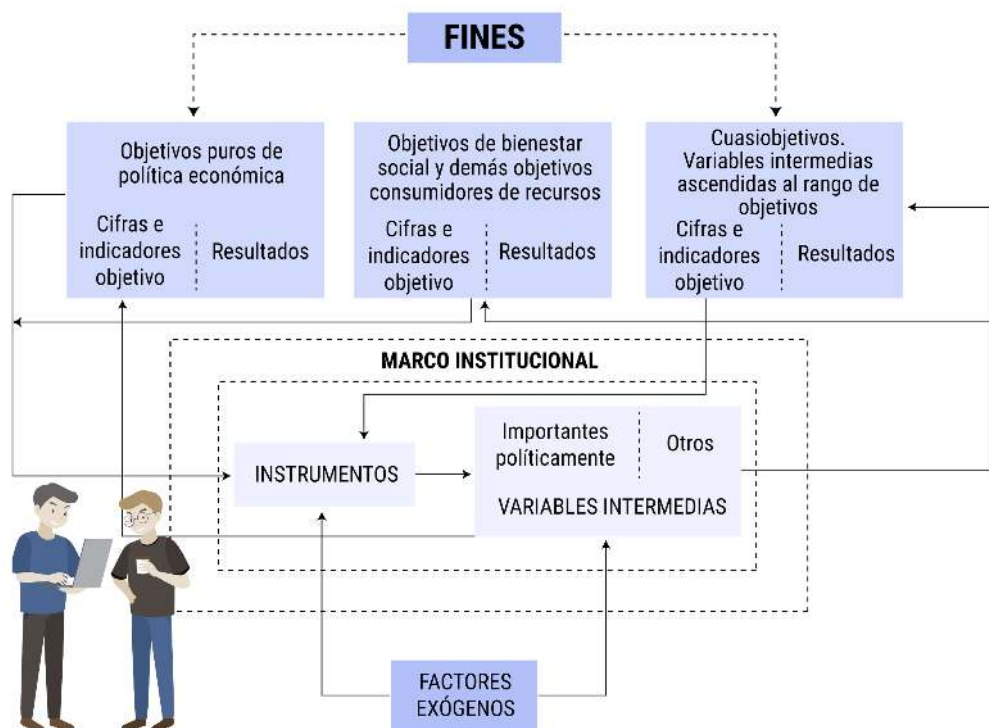 FINES
Objetivos puros de
política económica
Cifras e
indicadores
objetivo
Resultados
Objetivos de bienestar
social y demás objetivos
consumidores de recursos
Cifras e
indicadores
objetivo
Resultados
Cuasiobjetivos.
Variables intermedias
ascendidas al rango de
objetivos
Cifras e
indicadores
objetivo
Resultados
MARCO INSTITUCIONAL
INSTRUMENTOS
Importantes
políticamente
Otros
VARIABLES INTERMEDIAS
FACTORES
EXÓGENOS